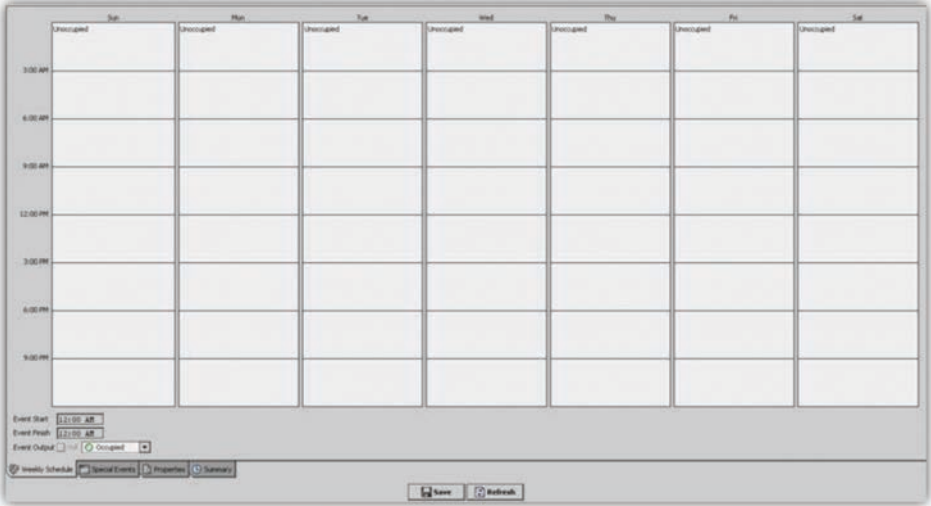 Sun Mon Tue Wed Thu Fri Sat
Unoccupied Unoccupied Unoccupied Unoccupied Unoccupied Unoccupied Unoccupied
3:00 AM
6:00 AM
9:00 AM
12:00 PM
3:00 PM
6:00 PM
9:00 PM
Event Start 12:00 AM
Event Finish 12:00 AM
Event Output null Occupied
Weekly Schedule Special Events Properties Summary
Save Refresh